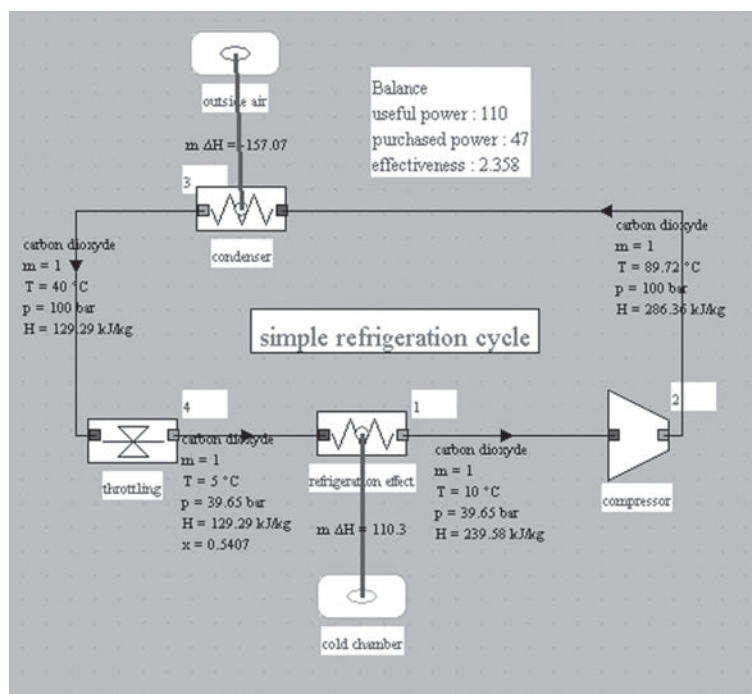 outside air
Balance
useful power : 110
purchased power : 47
effectiveness : 2.358
m ΔH = -157.07
3
condenser
carbon dioxyde
m = 1
T = 40 °C
p = 100 bar
H = 129.29 kJ/kg
carbon dioxyde
m = 1
T = 89.72 °C
p = 100 bar
H = 286.36 kJ/kg
simple refrigeration cycle
4
throttling
carbon dioxyde
m = 1
T = 5 °C
p = 39.65 bar
H = 129.29 kJ/kg
x = 0.5407
1
refrigeration effect
carbon dioxyde
m = 1
T = 10 °C
p = 39.65 bar
H = 239.58 kJ/kg
2
compressor
m ΔH = 110.3
cold chamber